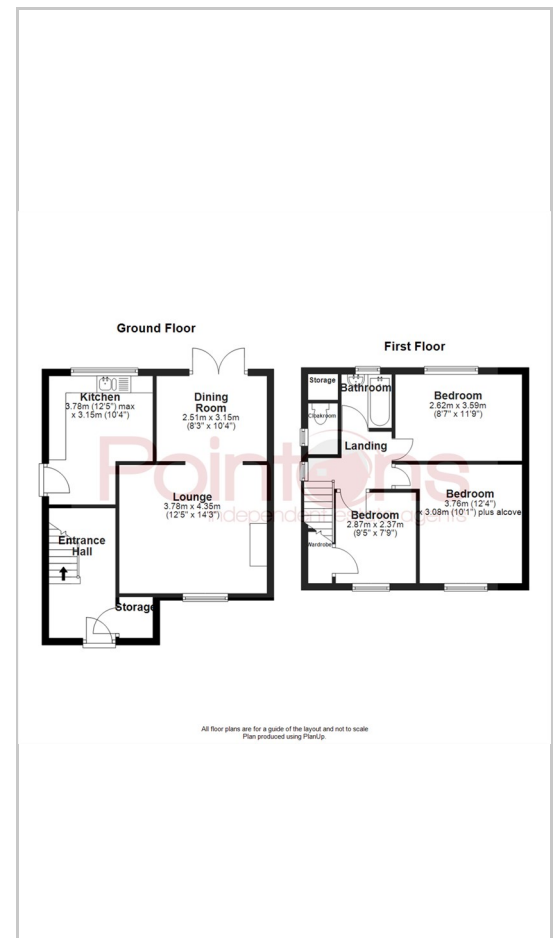 Ground Floor
Kitchen
3.78m (12'5") max
x 3.15m (10'4")
Dining
Room
2.51m x 3.15m
(8'3" x 10'4")
Lounge
3.78m x 4.35m
(12'5" x 14'3")
Entrance
Hall
Storage
First Floor
Storage
Bathroom
Cloakroom
Landing
Bedroom
2.62m x 3.59m
(8'7" x 11'9")
Bedroom
3.76m (12'4")
x 3.08m (10'1") plus alcove
Bedroom
2.87m x 2.37m
(9'5" x 7'9")
Wardrobe
Pointons
independent estate agents
All floor plans are for a guide of the layout and not to scale
Plan produced using PlanUp.